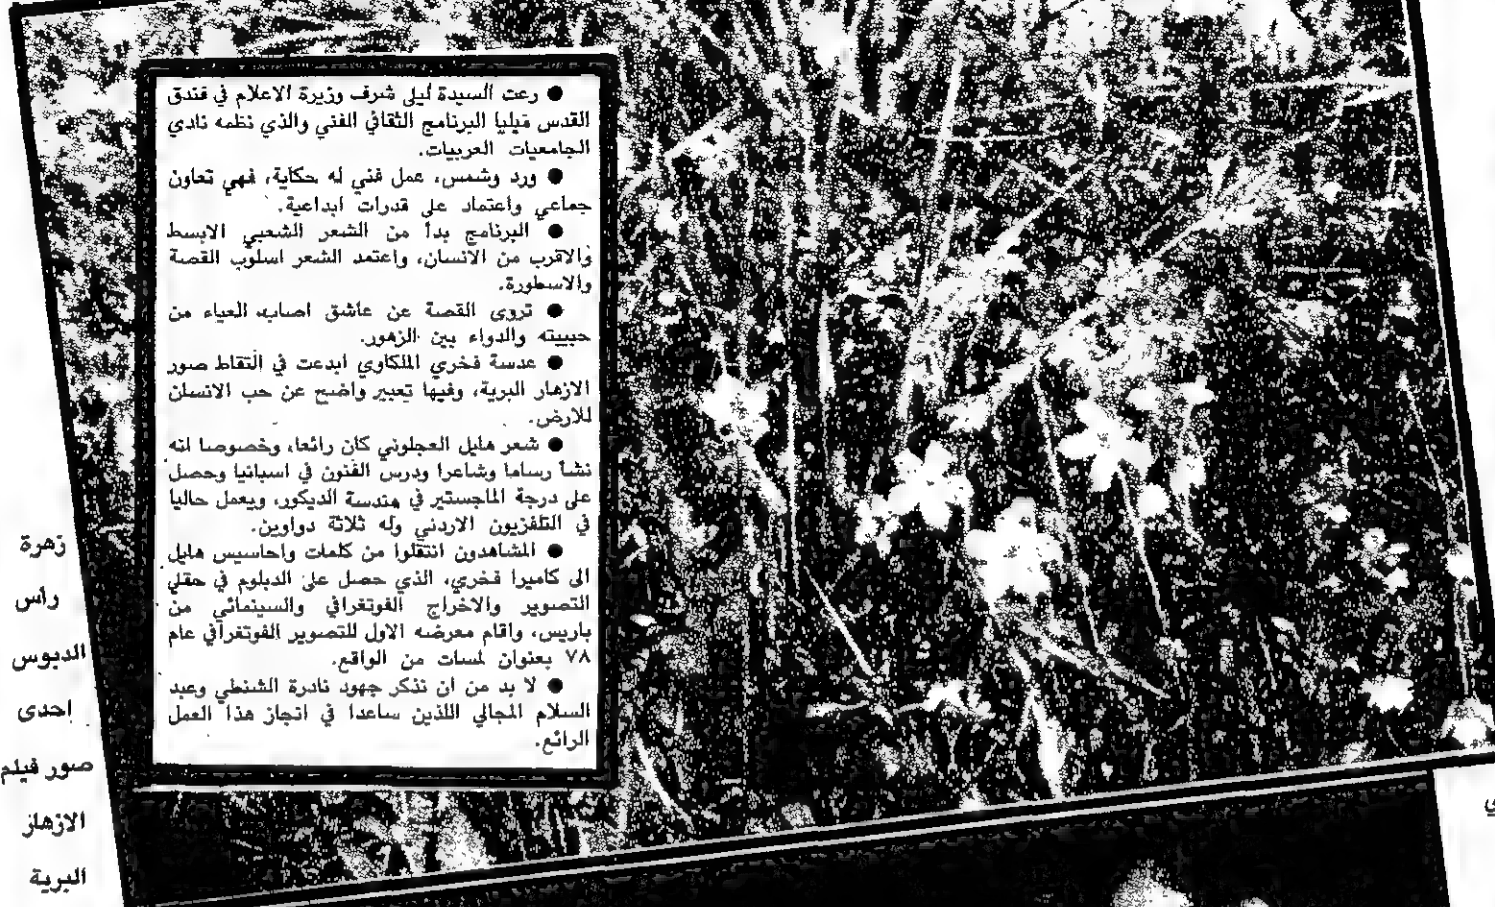 ● رعت السيدة ليلى شرف وزيرة الاعلام في فندق
القدس فيليا البرنامج الثقافي الفني والذي نظمه نادي
الجامعيات العربيات.
● ورد وشمس، عمل فني له حكاية، فهي تعاون
جماعي واعتماد على قدرات ابداعية.
● البرنامج بدأ من الشعر الشعبي الابسط
والاقرب من الانسان، واعتمد الشعر اسلوب القصة
والاسطورة.
● تروى القصة عن عاشق اصابه العياء من
حبيبته والدواء بين الزهور.
● عدسة فخري الملكاوي ابدعت في التقاط صور
الازهار البرية، وفيها تعبير واضح عن حب الانسان
للارض.
● شعر هايل العجلوني كان رائعا، وخصوصا انه
نشأ رساما وشاعرا ودرس الفنون في اسبانيا وحصل
على درجة الماجستير في هندسة الديكور، ويعمل حاليا
في التلفزيون الاردني وله ثلاثة دواوين.
● المشاهدون انتقلوا من كلمات واحاسيس هايل
الى كاميرا فخري، الذي حصل على الدبلوم في حقلي
التصوير والاخراج الفوتغرافي والسينمائي من
باريس، واقام معرضه الاول للتصوير الفوتغرافي عام
٧٨ بعنوان لمسات من الواقع.
● لا بد من ان نذكر جهود نادرة الشنطي وعبد
السلام المجالي اللذين ساعدا في انجاز هذا العمل
الرائع.
زهرة
راس
الدبوس
احدى
صور فيلم
الازهار
البرية